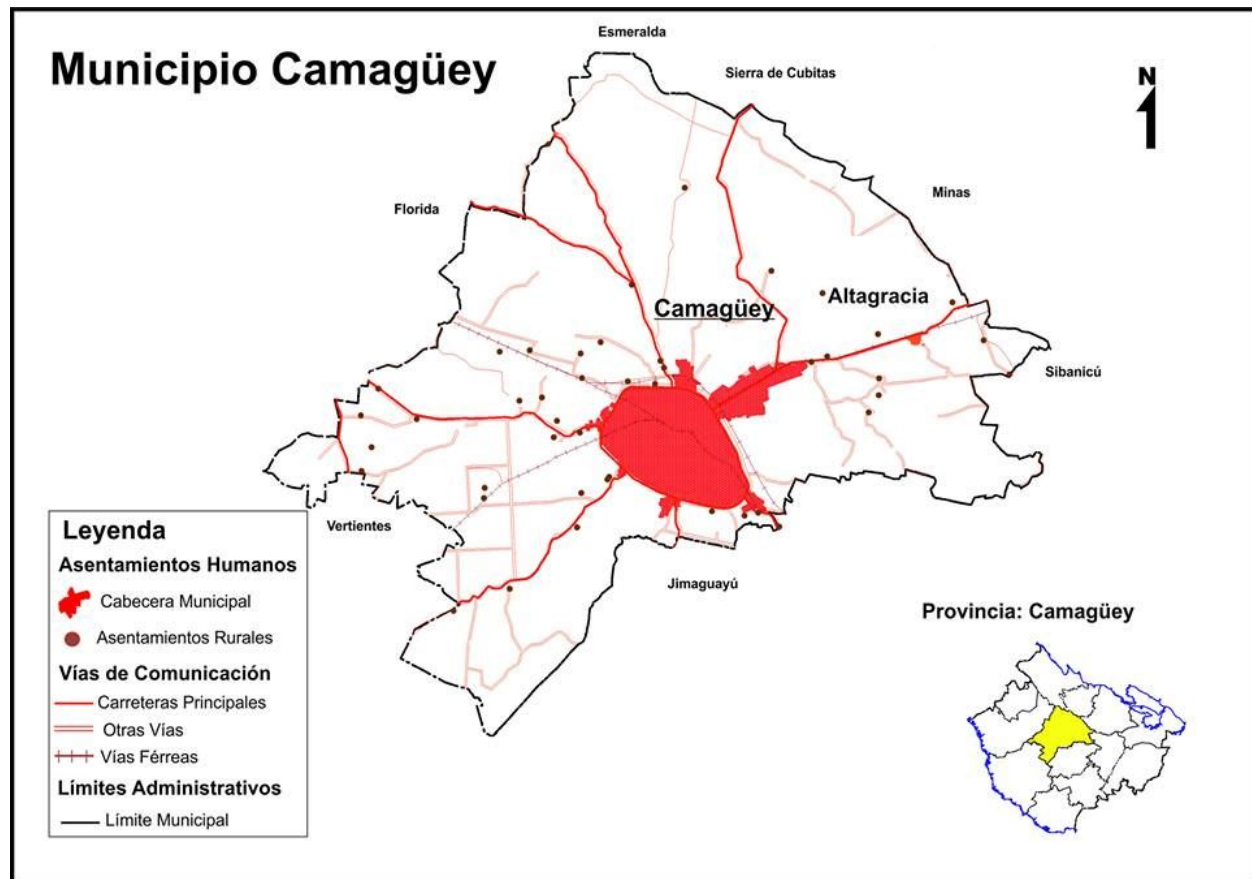 Municipio Camagüey
Esmeralda
Sierra de Cubitas
N
Minas
Florida
Altagracia
Camagüey
Sibanicú
Vertientes
Jimaguayú
Leyenda
Asentamientos Humanos
Cabecera Municipal
Asentamientos Rurales
Vías de Comunicación
Carreteras Principales
Otras Vías
Vías Férreas
Límites Administrativos
Límite Municipal
Provincia: Camagüey